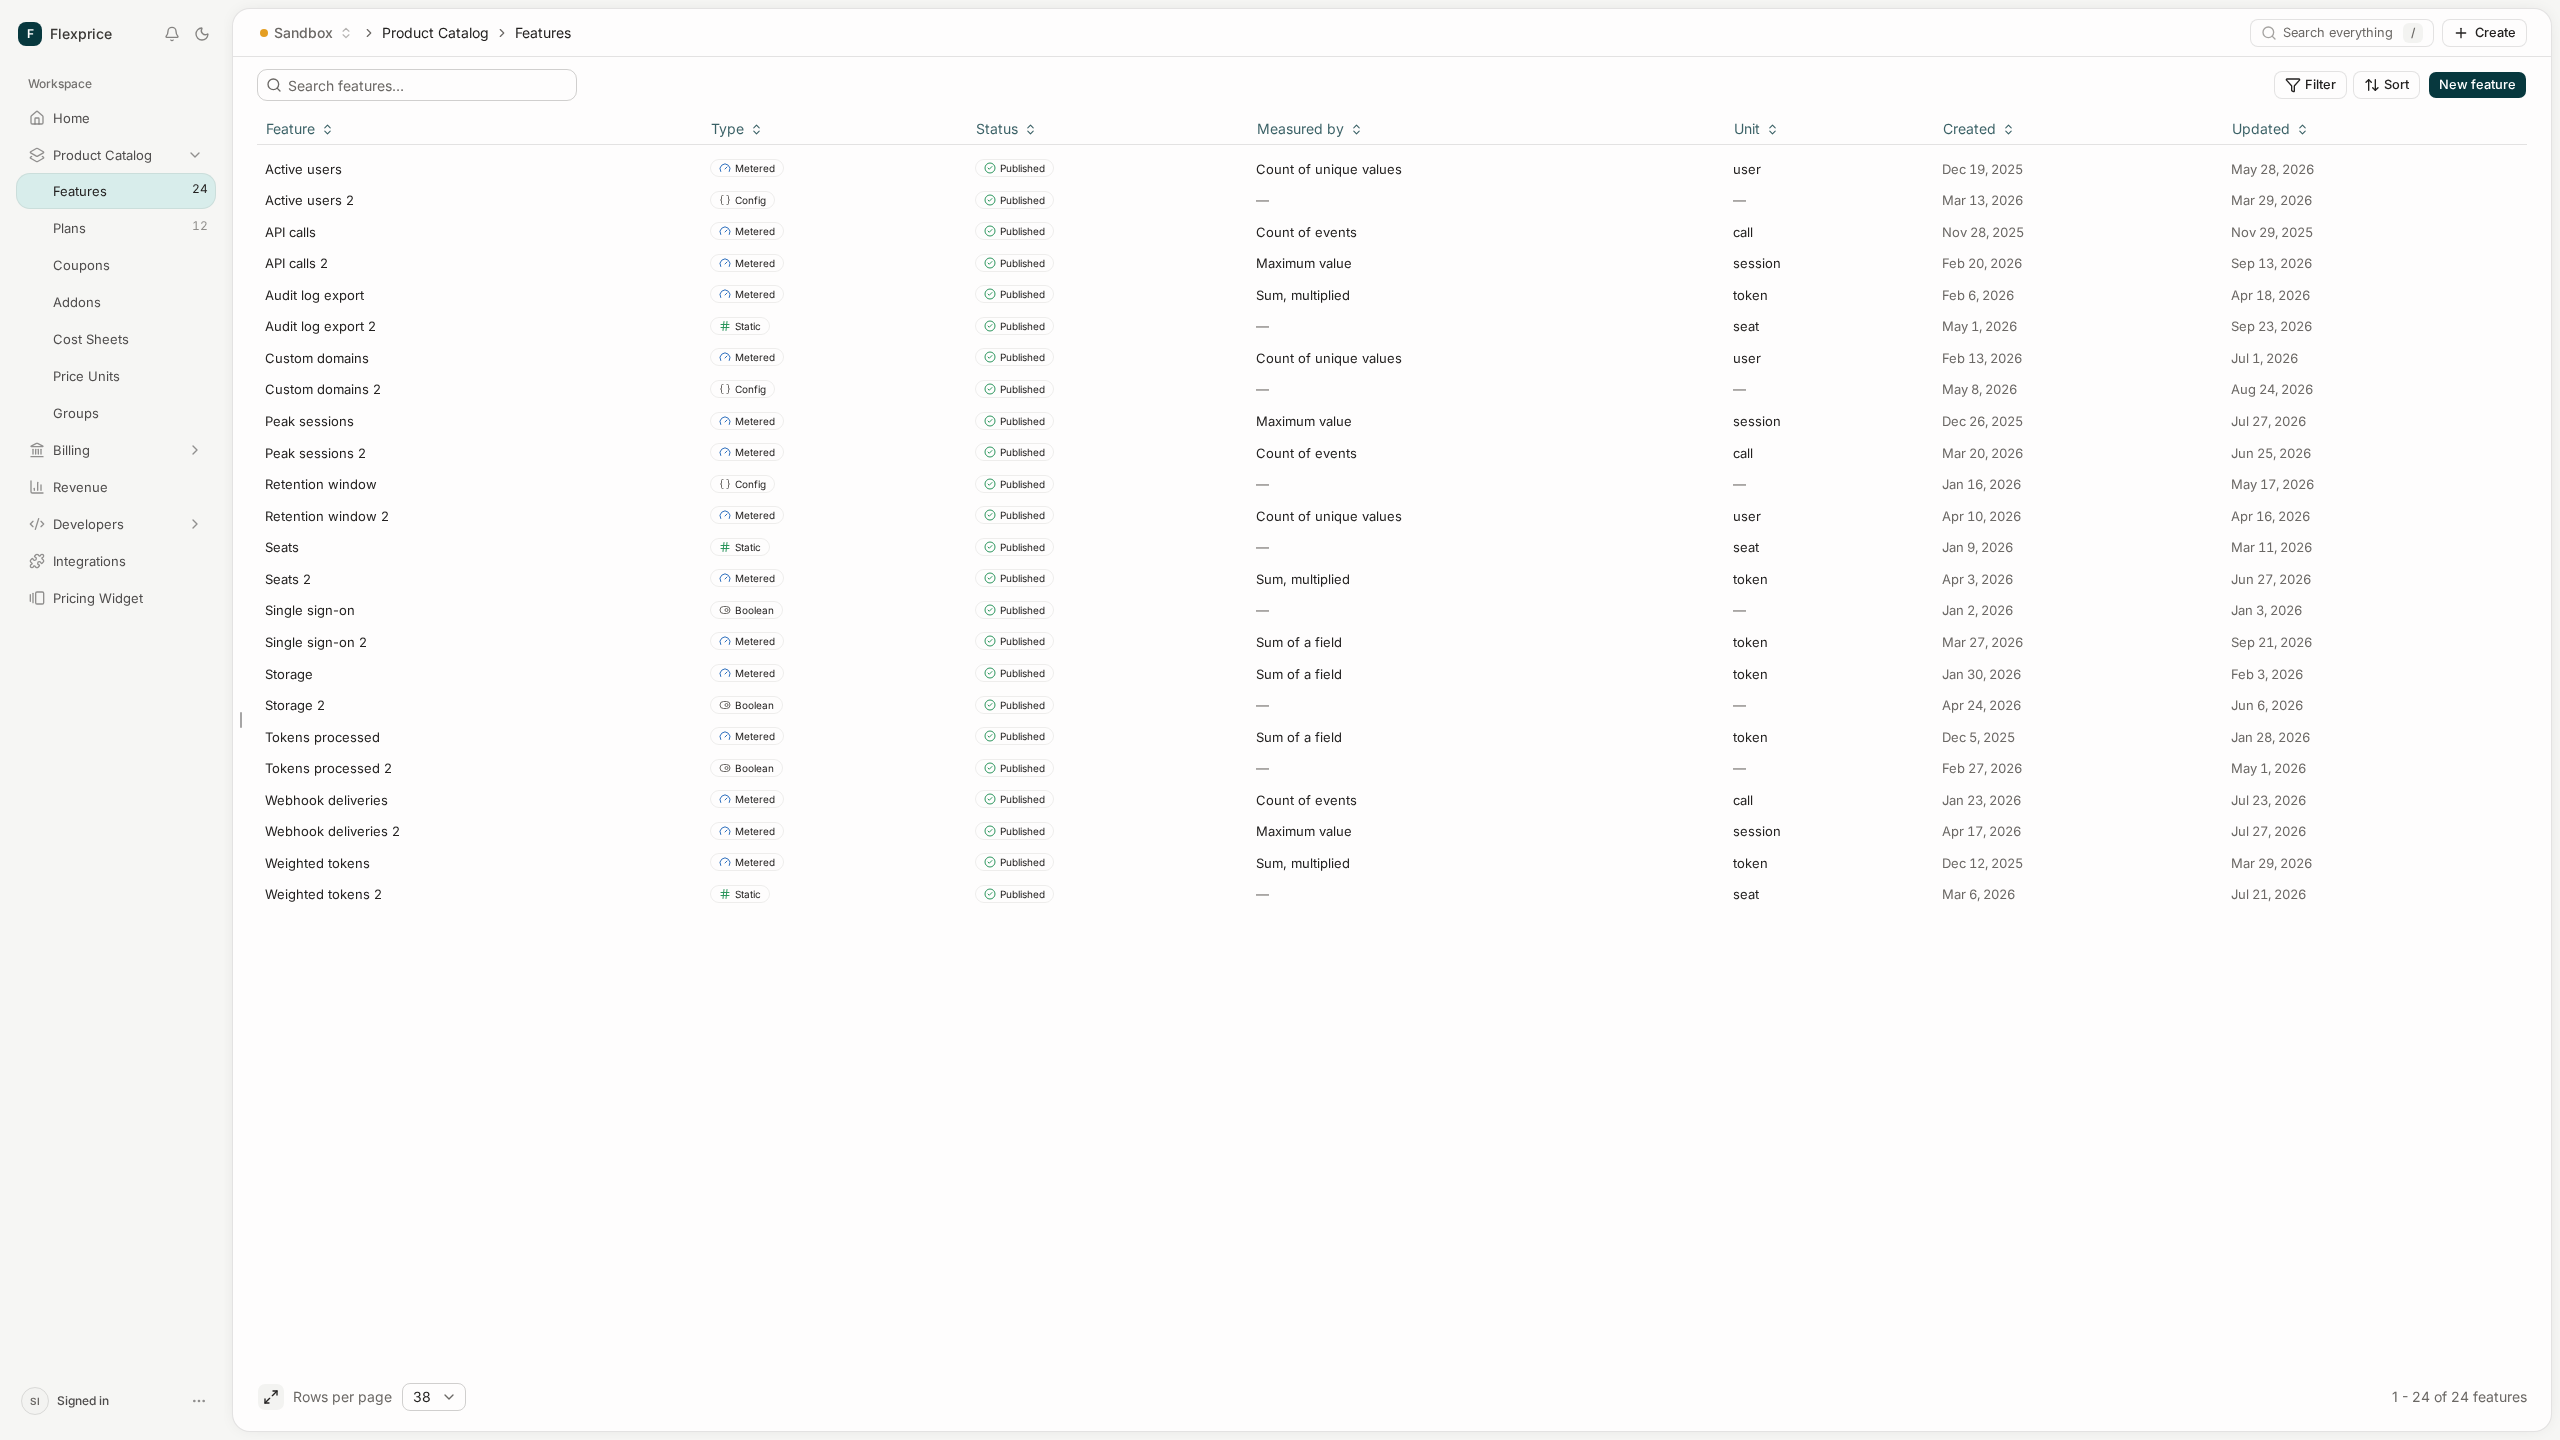 F Flexprice
Workspace
Home
Product Catalog
Features 24
Plans 12
Coupons
Addons
Cost Sheets
Price Units
Groups
Billing
Revenue
Developers
Integrations
Pricing Widget
SI Signed in
Sandbox Product Catalog Features
Search everything /
Create
Search features...
Filter Sort New feature
Feature Type Status Measured by Unit Created Updated
Active users Metered Published Count of unique values user Dec 19, 2025 May 28, 2026
Active users 2 Config Published — — Mar 13, 2026 Mar 29, 2026
API calls Metered Published Count of events call Nov 28, 2025 Nov 29, 2025
API calls 2 Metered Published Maximum value session Feb 20, 2026 Sep 13, 2026
Audit log export Metered Published Sum, multiplied token Feb 6, 2026 Apr 18, 2026
Audit log export 2 Static Published — seat May 1, 2026 Sep 23, 2026
Custom domains Metered Published Count of unique values user Feb 13, 2026 Jul 1, 2026
Custom domains 2 Config Published — — May 8, 2026 Aug 24, 2026
Peak sessions Metered Published Maximum value session Dec 26, 2025 Jul 27, 2026
Peak sessions 2 Metered Published Count of events call Mar 20, 2026 Jun 25, 2026
Retention window Config Published — — Jan 16, 2026 May 17, 2026
Retention window 2 Metered Published Count of unique values user Apr 10, 2026 Apr 16, 2026
Seats Static Published — seat Jan 9, 2026 Mar 11, 2026
Seats 2 Metered Published Sum, multiplied token Apr 3, 2026 Jun 27, 2026
Single sign-on Boolean Published — — Jan 2, 2026 Jan 3, 2026
Single sign-on 2 Metered Published Sum of a field token Mar 27, 2026 Sep 21, 2026
Storage Metered Published Sum of a field token Jan 30, 2026 Feb 3, 2026
Storage 2 Boolean Published — — Apr 24, 2026 Jun 6, 2026
Tokens processed Metered Published Sum of a field token Dec 5, 2025 Jan 28, 2026
Tokens processed 2 Boolean Published — — Feb 27, 2026 May 1, 2026
Webhook deliveries Metered Published Count of events call Jan 23, 2026 Jul 23, 2026
Webhook deliveries 2 Metered Published Maximum value session Apr 17, 2026 Jul 27, 2026
Weighted tokens Metered Published Sum, multiplied token Dec 12, 2025 Mar 29, 2026
Weighted tokens 2 Static Published — seat Mar 6, 2026 Jul 21, 2026
Rows per page 38
1 - 24 of 24 features